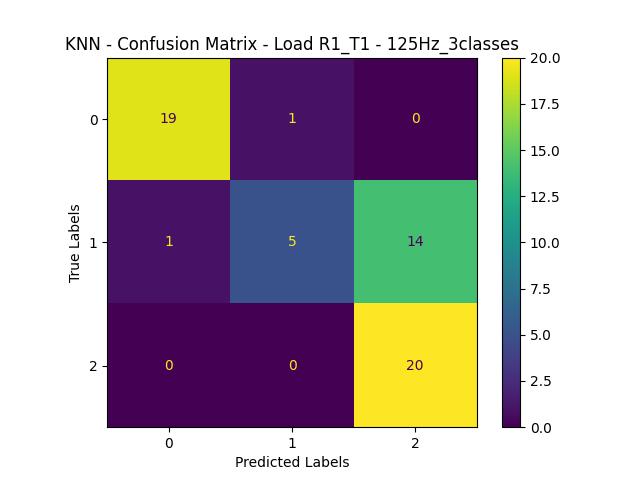 KNN - Confusion Matrix - Load R1_T1 - 125Hz_3classes
20.0
17.5
15.0
12.5
10.0
7.5
5.0
2.5
0.0
True Labels
0 19 1 0
1 1 5 14
2 0 0 20
0 1 2
Predicted Labels